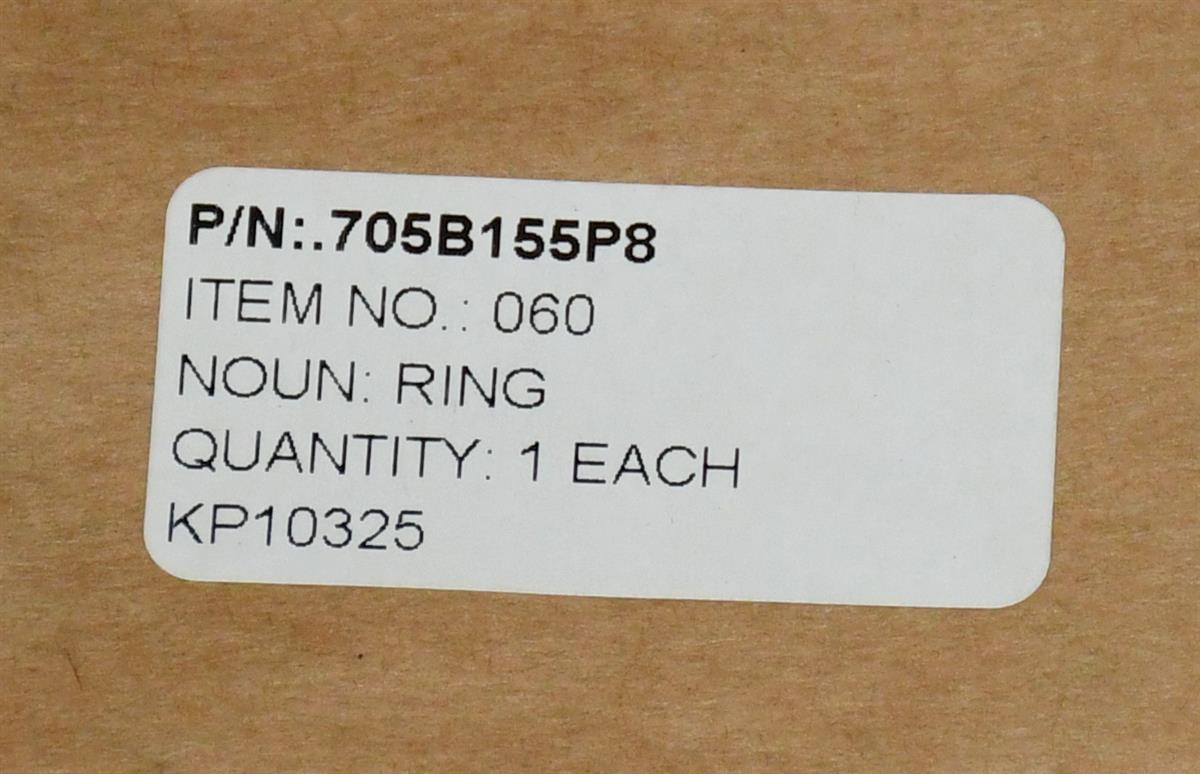 P/N:.705B155P8
ITEM NO.: 060
NOUN: RING
QUANTITY: 1 EACH
KP10325